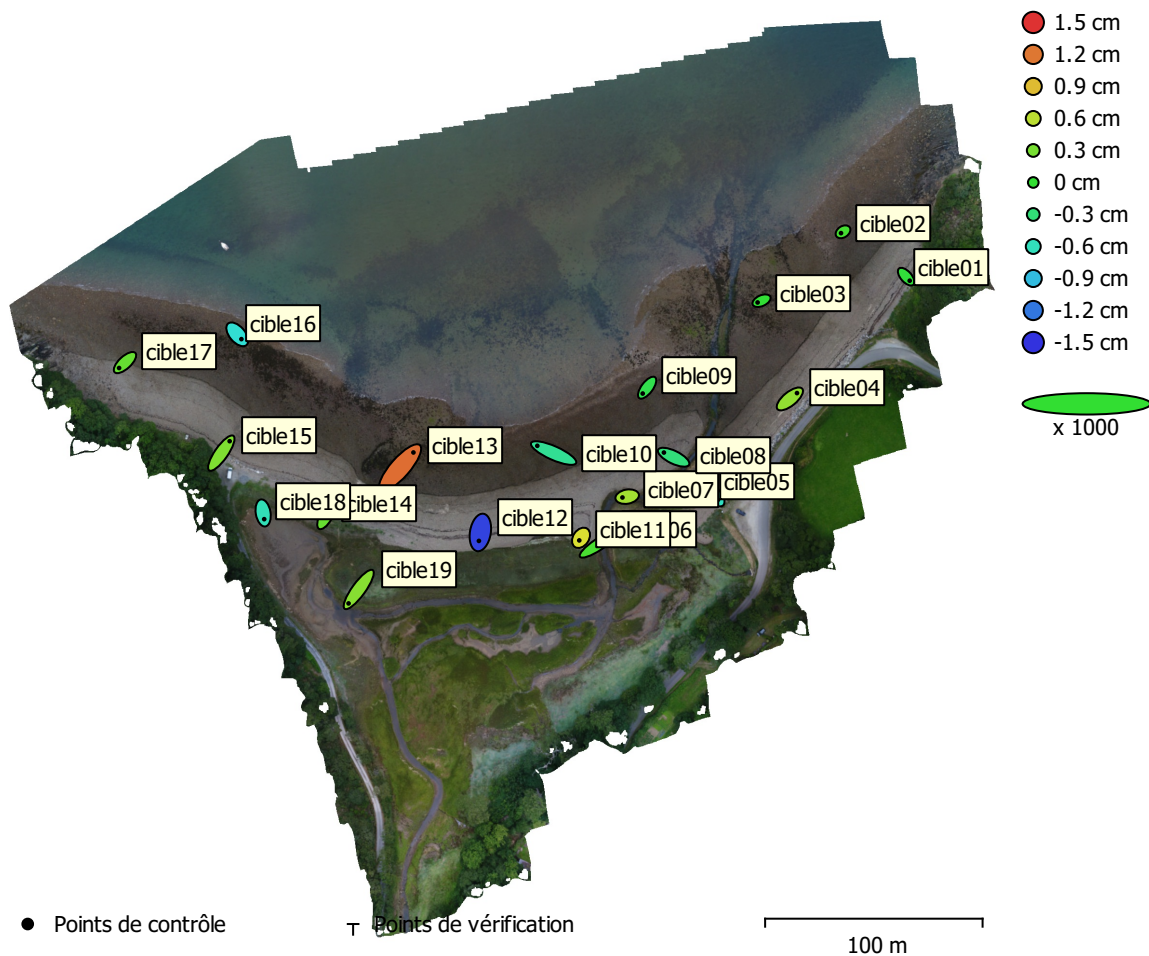 1.5 cm
1.2 cm
0.9 cm
0.6 cm
0.3 cm
0 cm
-0.3 cm
-0.6 cm
-0.9 cm
-1.2 cm
-1.5 cm
x 1000
cible02
cible01
cible03
cible16
cible17
cible09
cible04
cible15
cible13
cible10
cible08
cible05
cible07
cible18
cible14
cible12
cible11
06
cible19
Points de contrôle
Points de vérification
100 m